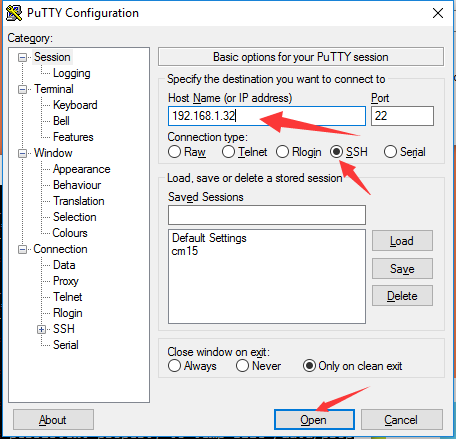 PuTTY Configuration
Category:
Session
Logging
Terminal
Keyboard
Bell
Features
Window
Appearance
Behaviour
Translation
Selection
Colours
Connection
Data
Proxy
Telnet
Rlogin
SSH
Serial
Basic options for your PuTTY session
Specify the destination you want to connect to
Host Name (or IP address) Port
192.168.1.32 22
Connection type:
Raw Telnet Rlogin SSH Serial
Load, save or delete a stored session
Saved Sessions
Default Settings
cm15
Load
Save
Delete
Close window on exit:
Always Never Only on clean exit
About Open Cancel